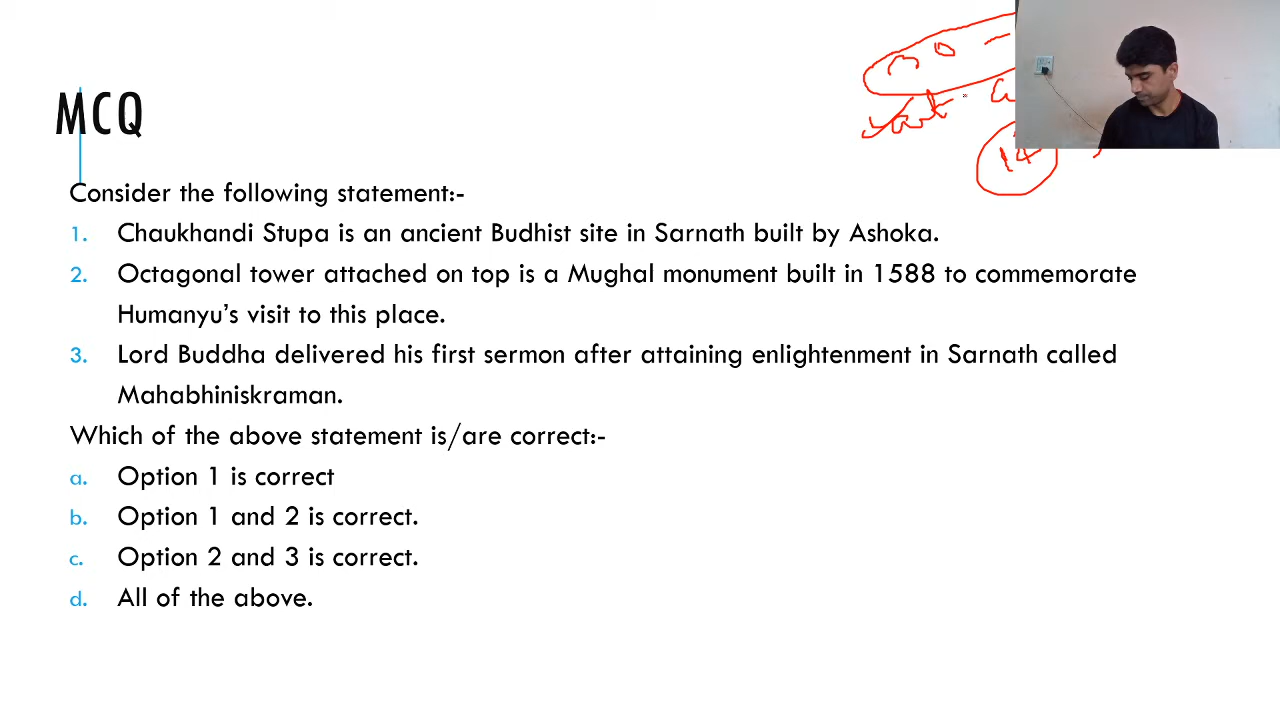 MCQ
Consider the following statement:-
1. Chaukhandi Stupa is an ancient Budhist site in Sarnath built by Ashoka.
2. Octagonal tower attached on top is a Mughal monument built in 1588 to commemorate
Humanyu's visit to this place.
3. Lord Buddha delivered his first sermon after attaining enlightenment in Sarnath called
Mahabhiniskraman.
Which of the above statement is/are correct:-
a. Option 1 is correct
b. Option 1 and 2 is correct.
c. Option 2 and 3 is correct.
d. All of the above.
14